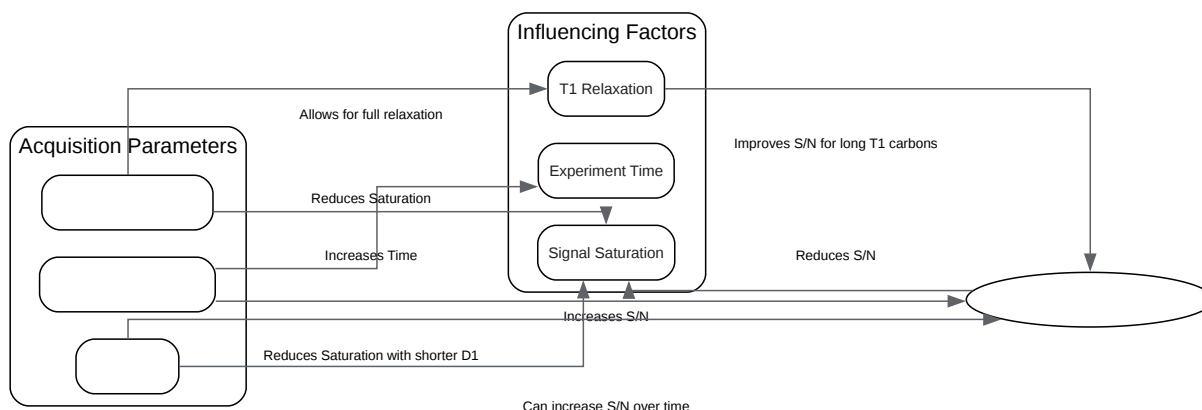 Influencing Factors
T1 Relaxation
Allows for full relaxation
Acquisition Parameters
Improves S/N for long T1 carbons
Experiment Time
Reduces Saturation
Signal Saturation
Increases Time
Reduces S/N
Increases S/N
Reduces Saturation with shorter D1
Can increase S/N over time